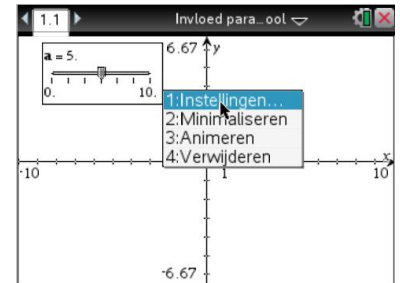 1.1 Invloed para…ool
6.67 y
a = 5.
0. 10.
1:Instellingen…
2:Minimaliseren
3:Animeren
4:Verwijderen
x
-10 1 10
-6.67